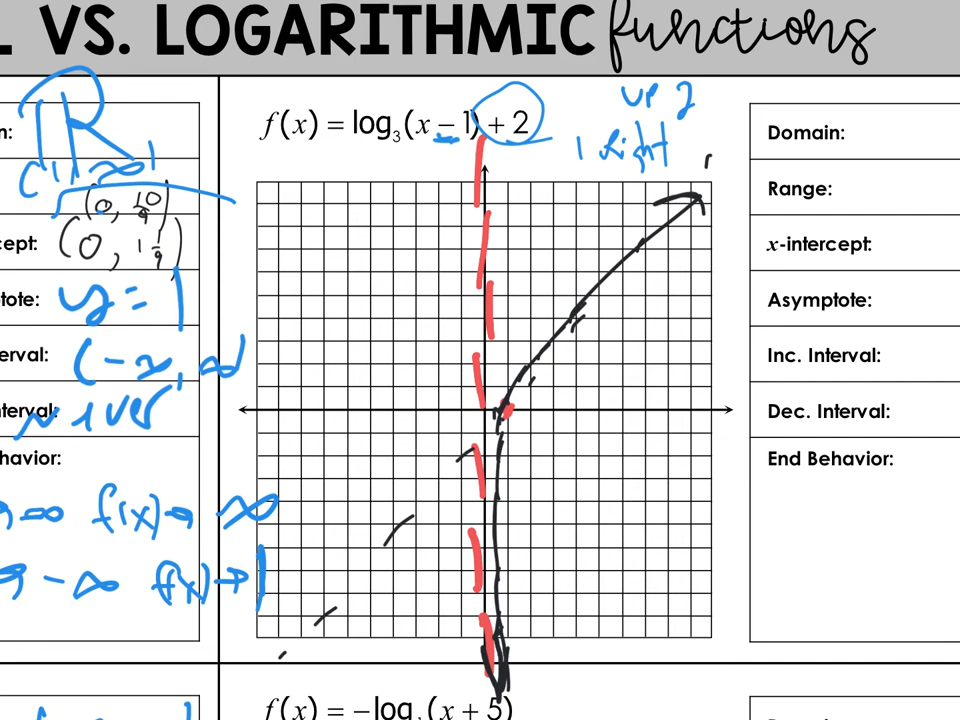 L VS. LOGARITHMIC functions
n:
ℝ
(0, 10/9)
cept: (0, 1 1/9)
tote: y = 1
erval: (-∞, ∞
nterval: never
havior:
→ ∞ f(x) → ∞
→ -∞ f(x) → 1
f(x) = log₃(x − 1) + 2
up 2
1 Right
Domain:
Range:
x-intercept:
Asymptote:
Inc. Interval:
Dec. Interval:
End Behavior:
f(x) = −log (x + 5)